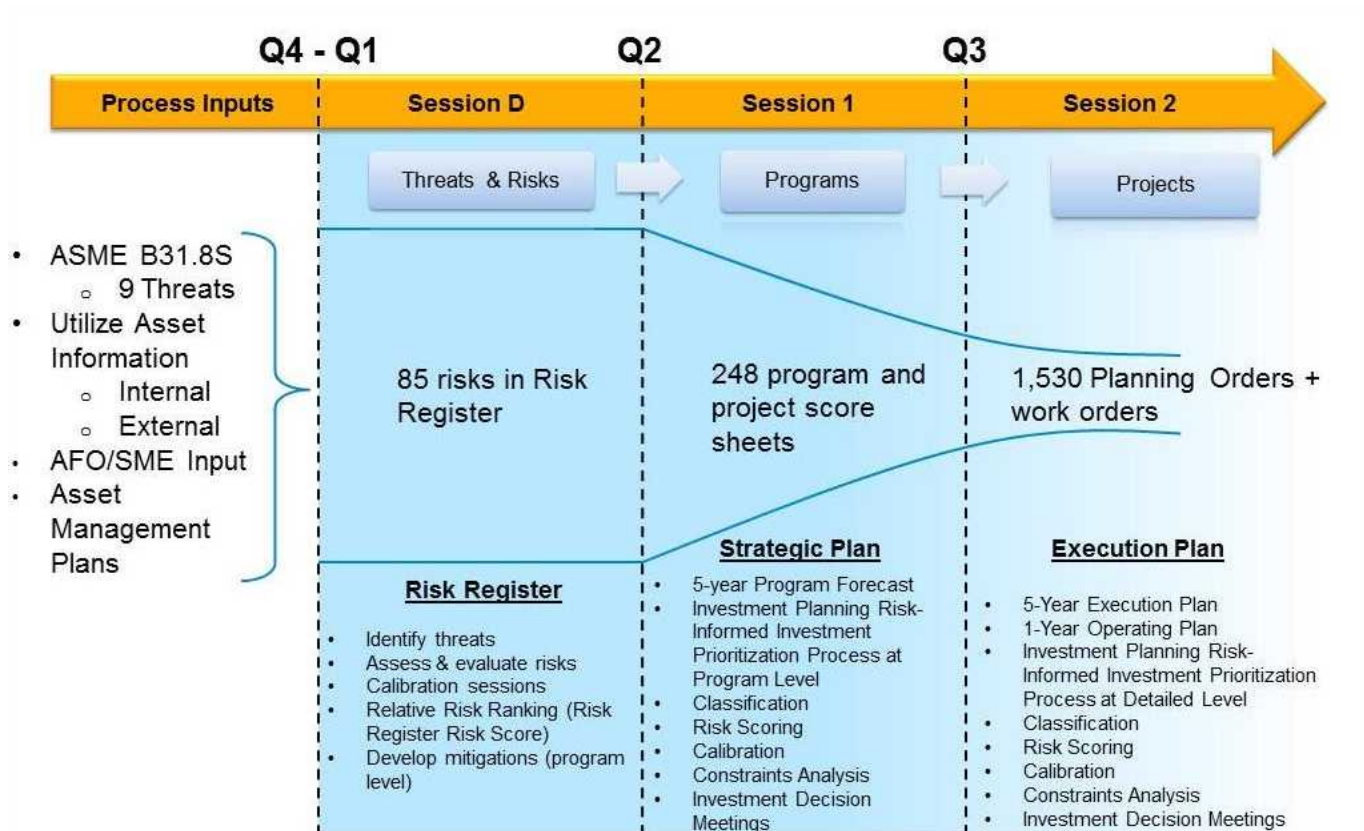 Q4 - Q1
Q2
Q3
Process Inputs
Session D
Session 1
Session 2
Threats & Risks
Programs
Projects
• ASME B31.8S
o 9 Threats
• Utilize Asset
Information
o Internal
o External
• AFO/SME Input
• Asset
Management
Plans
85 risks in Risk
Register
248 program and
project score
sheets
1,530 Planning Orders +
work orders
Risk Register
• Identify threats
• Assess & evaluate risks
• Calibration sessions
• Relative Risk Ranking (Risk
Register Risk Score)
• Develop mitigations (program
level)
Strategic Plan
• 5-year Program Forecast
• Investment Planning Risk-
Informed Investment
Prioritization Process at
Program Level
• Classification
• Risk Scoring
• Calibration
• Constraints Analysis
• Investment Decision
Meetings
Execution Plan
• 5-Year Execution Plan
• 1-Year Operating Plan
• Investment Planning Risk-
Informed Investment Prioritization
Process at Detailed Level
• Classification
• Risk Scoring
• Calibration
• Constraints Analysis
• Investment Decision Meetings